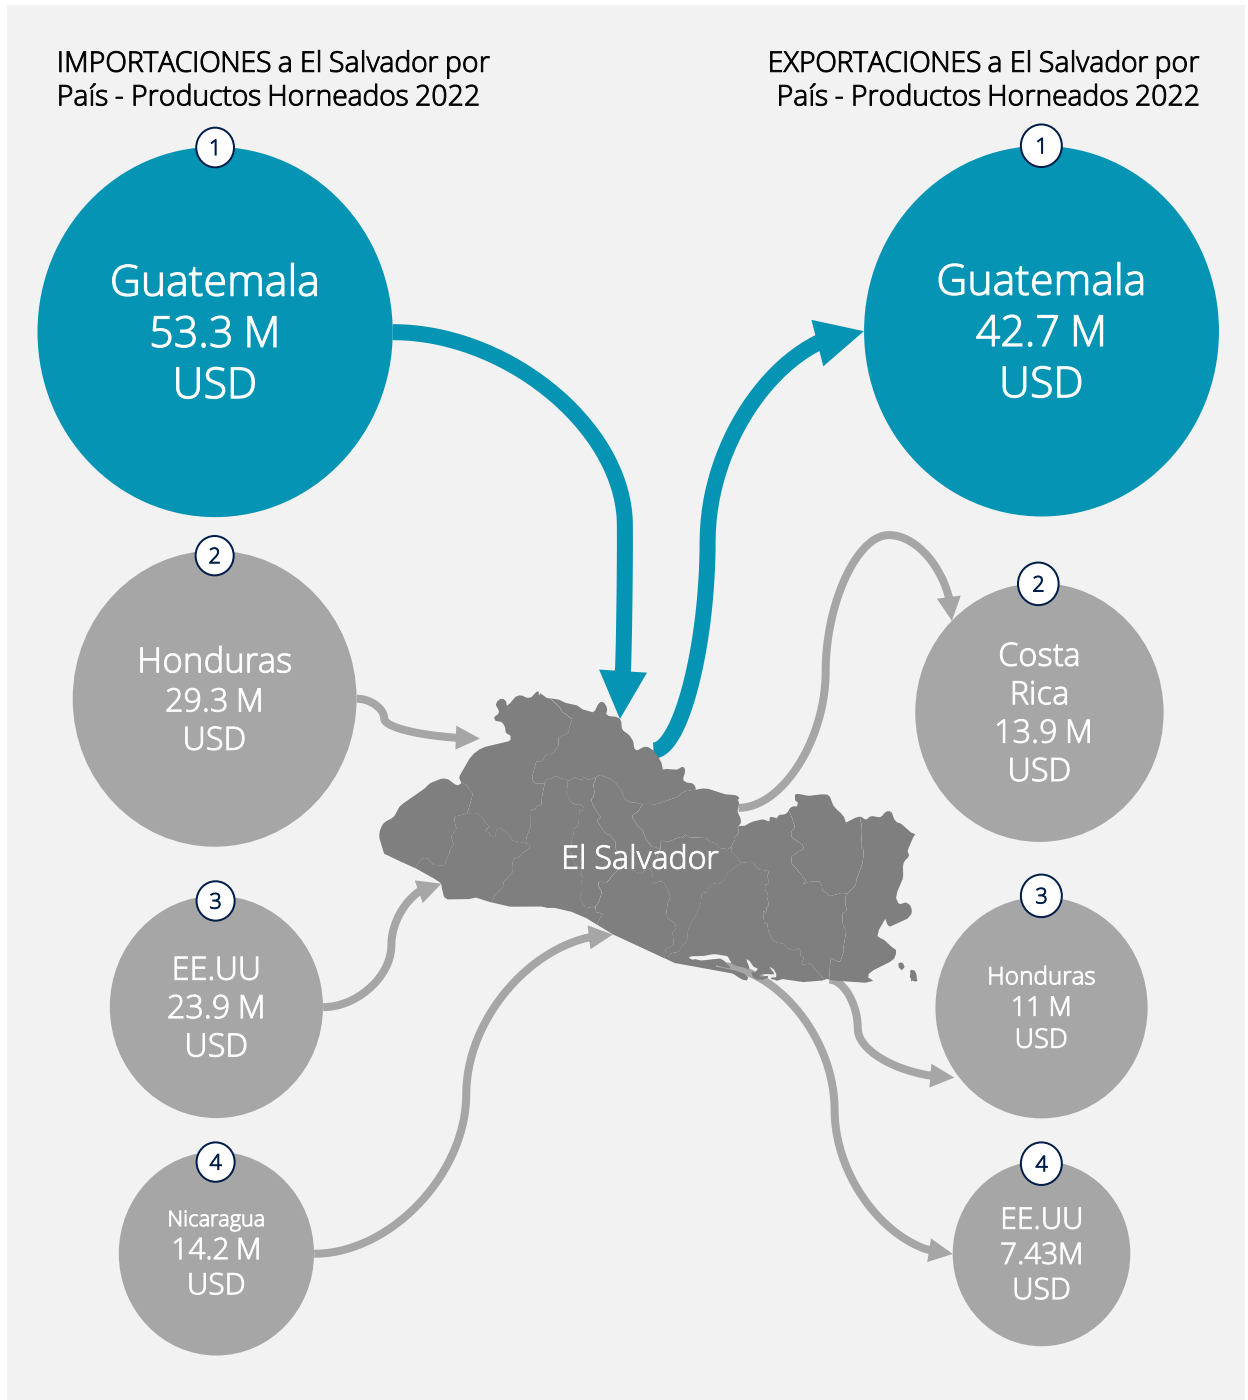 IMPORTACIONES a El Salvador por
País - Productos Horneados 2022
1
Guatemala
53.3 M
USD
2
Honduras
29.3 M
USD
3
EE.UU
23.9 M
USD
4
Nicaragua
14.2 M
USD
El Salvador
EXPORTACIONES a El Salvador por
País - Productos Horneados 2022
1
Guatemala
42.7 M
USD
2
Costa
Rica
13.9 M
USD
3
Honduras
11 M
USD
4
EE.UU
7.43M
USD